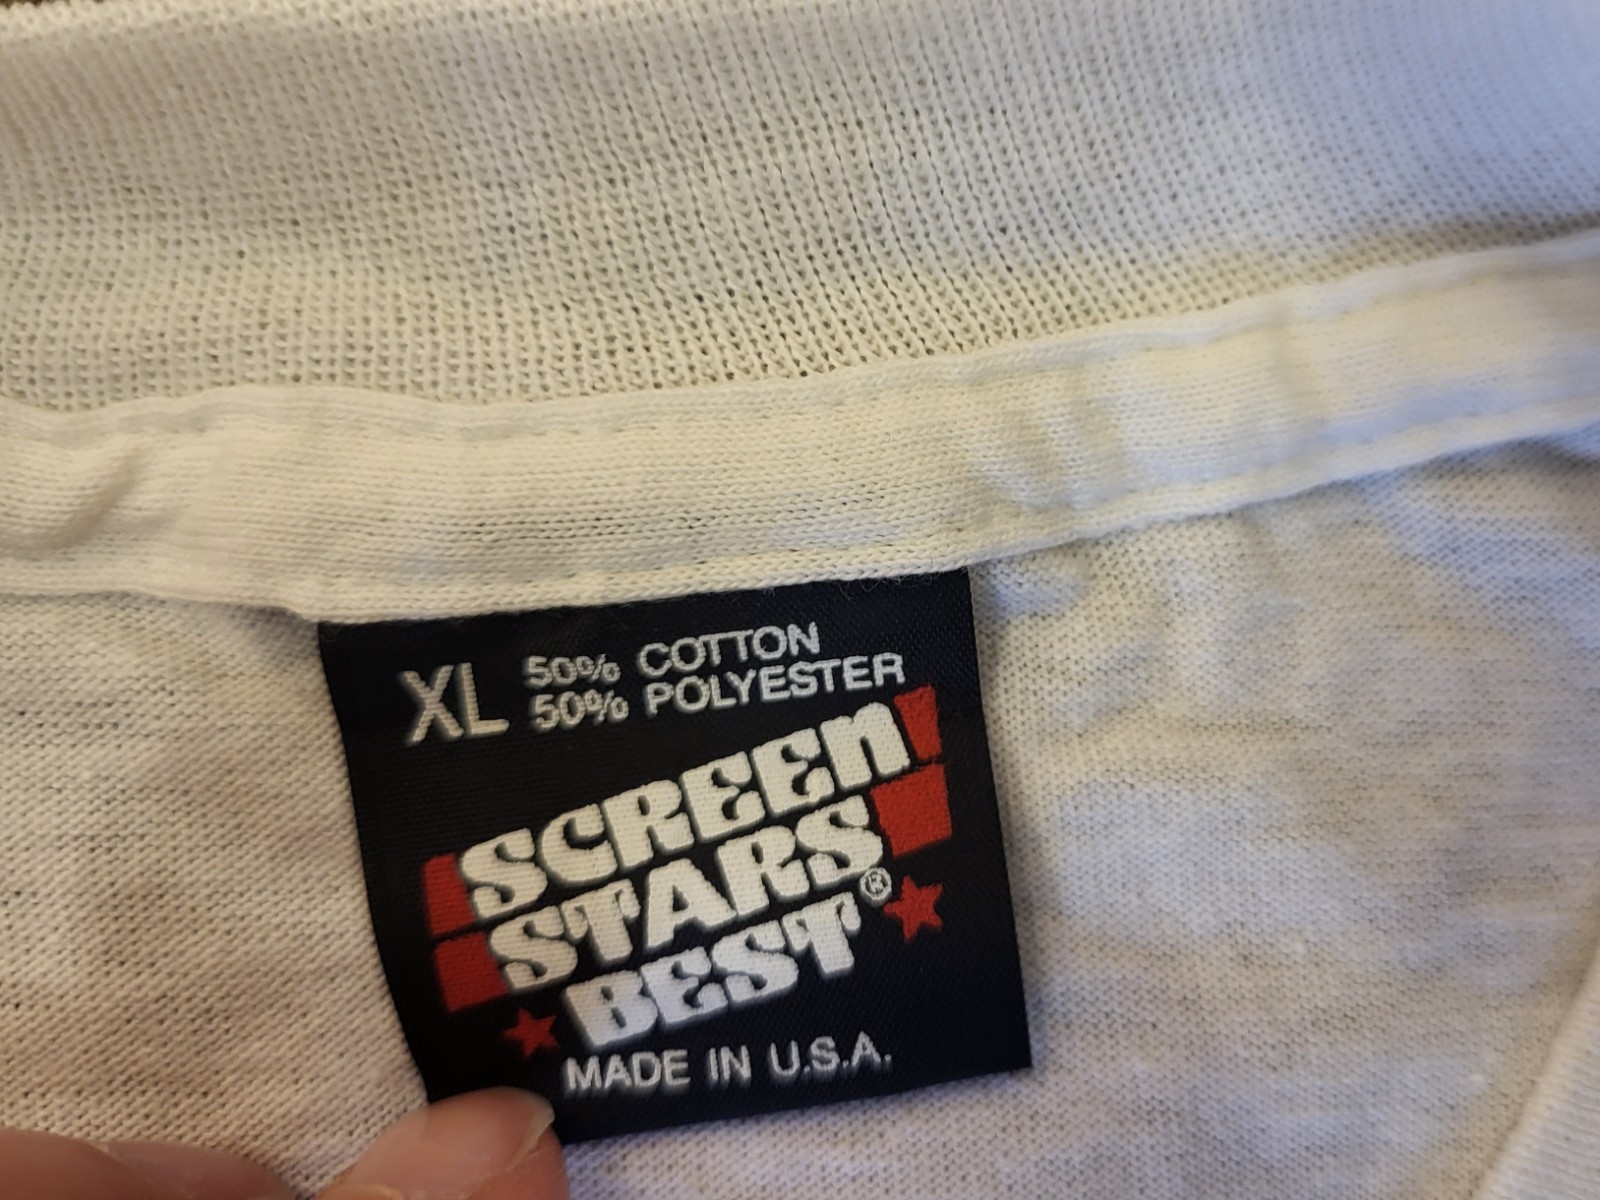 XL 50% COTTON
50% POLYESTER
SCREEN
STARS
BEST®
MADE IN U.S.A.